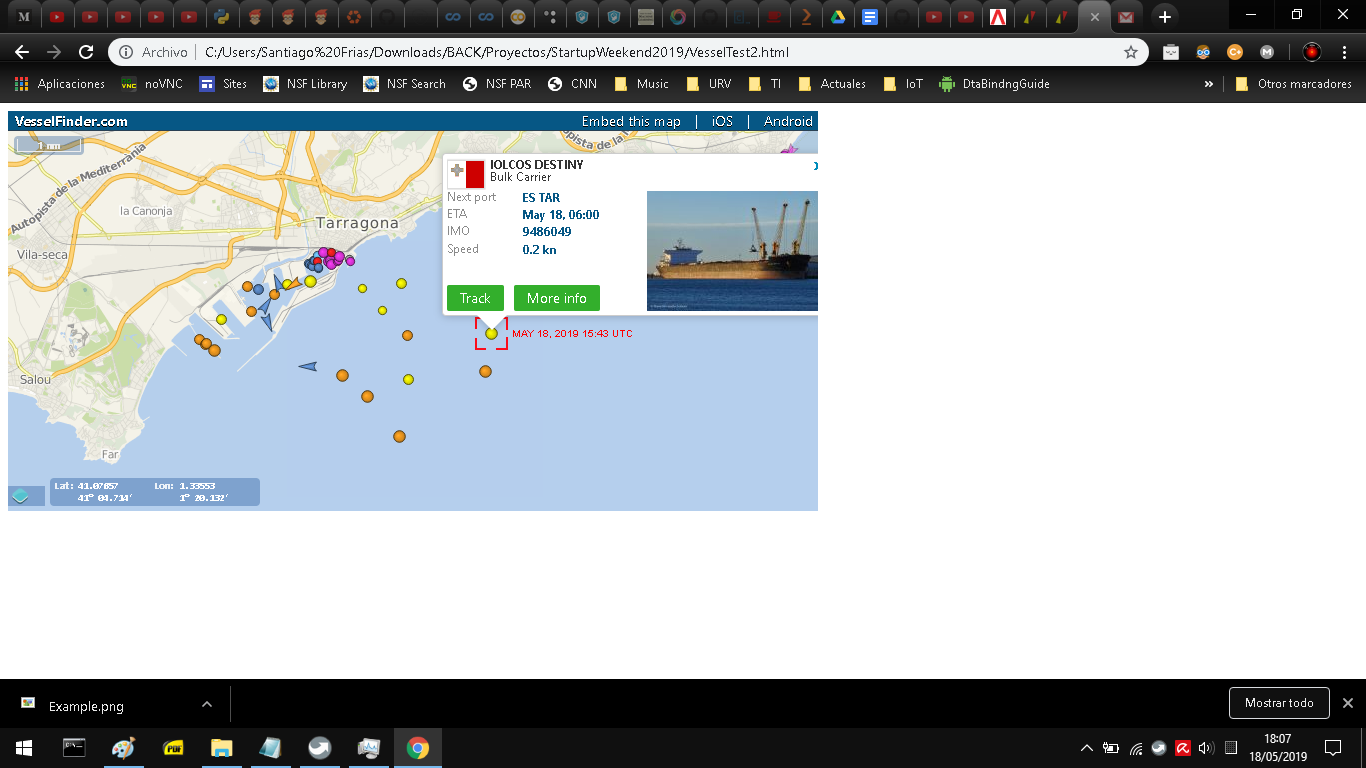 Archivo
C:/Users/Santiago%20Frias/Downloads/BACK/Proyectos/StartupWeekend2019/VesselTest2.html
Aplicaciones noVNC Sites NSF Library NSF Search NSF PAR CNN Music URV TI Actuales IoT DtaBindngGuide » Otros marcadores
VesselFinder.com Embed this map | iOS | Android
1 nm
Autopista de la Mediterrània
Autopista de la
la Canonja
Tarragona
Vila-seca
Salou
Far
IOLCOS DESTINY
Bulk Carrier
Next port ES TAR
ETA May 18, 06:00
IMO 9486049
Speed 0.2 kn
Track More info
MAY 18, 2019 15:43 UTC
Lat: 41.07857 Lon: 1.33553
41° 04.714′ 1° 20.132′
Example.png
Mostrar todo
PDF
18:07
18/05/2019